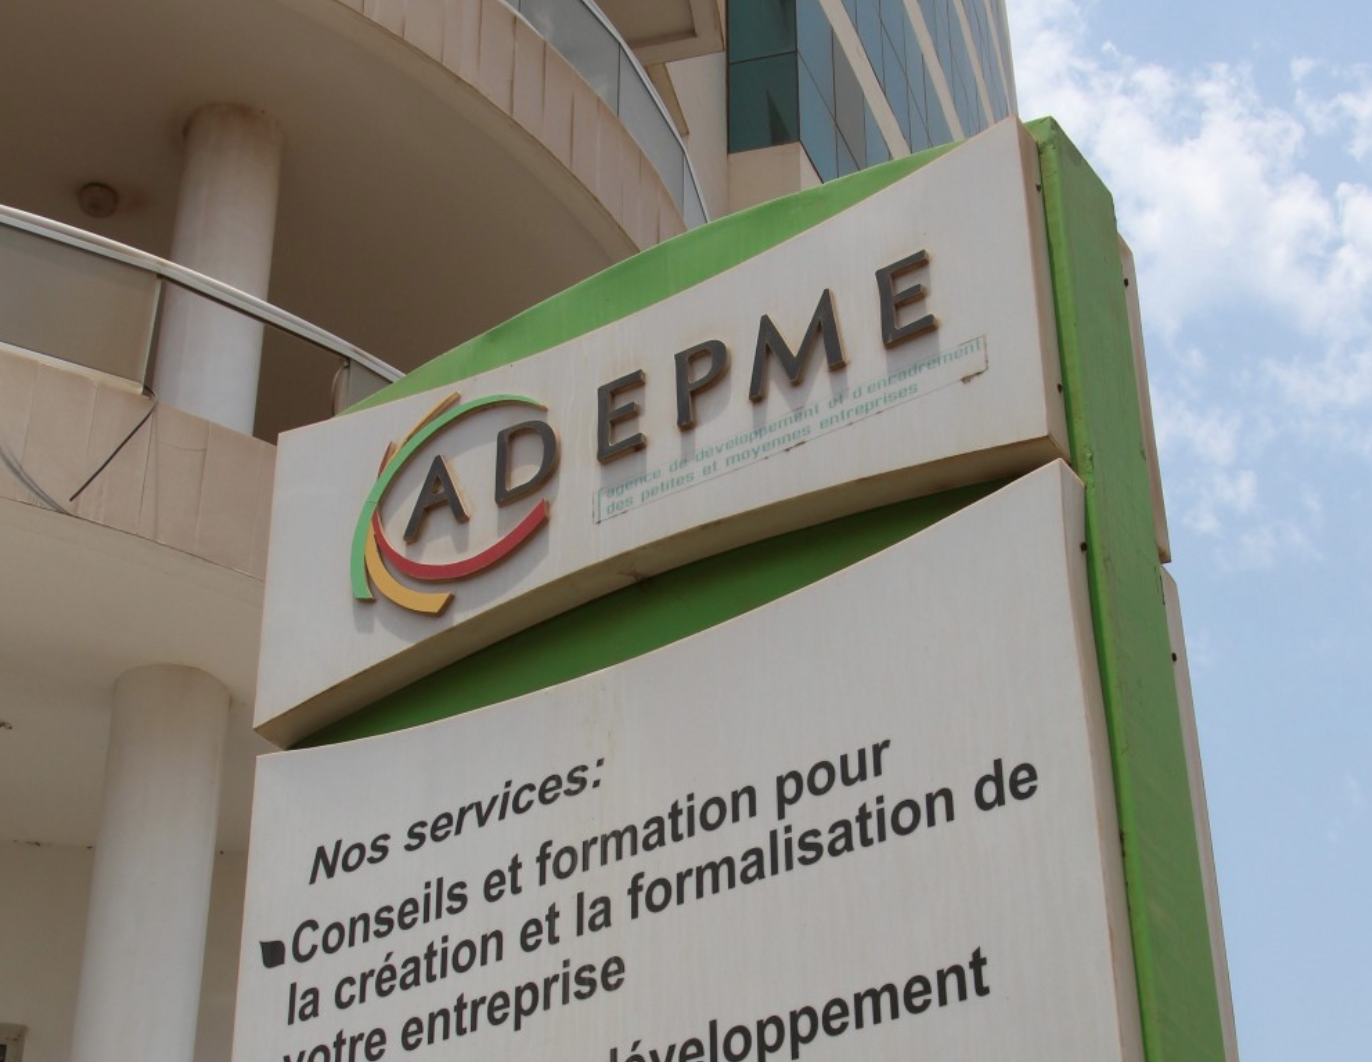 ADEPME
agence de développement et d'encadrement
des petites et moyennes entreprises
Nos services:
Conseils et formation pour
la création et la formalisation de
votre entreprise
développement